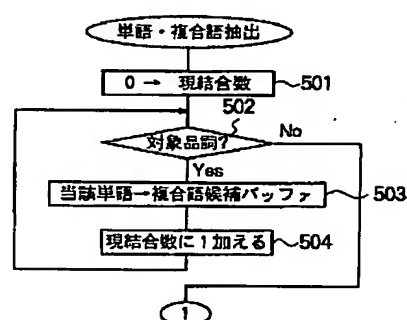 単語・複合語抽出
0 → 現結合数 501
502
対象品詞? No
Yes
当該単語→複合語候補バッファ 503
現結合数に1加える 504
1